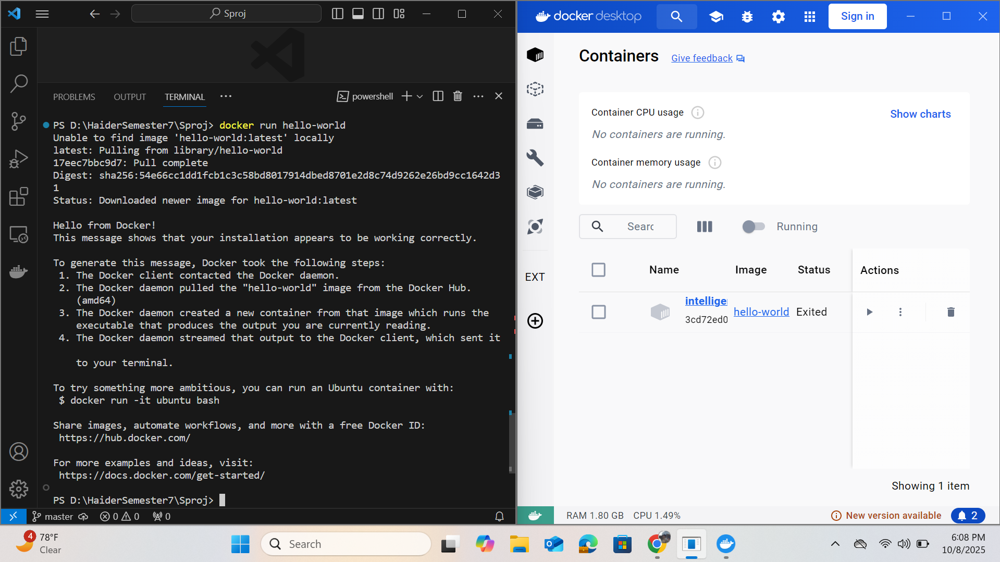 Sproj
PROBLEMS OUTPUT TERMINAL
powershell
PS D:\HaiderSemester7\Sproj> docker run hello-world
Unable to find image 'hello-world:latest' locally
latest: Pulling from library/hello-world
17eec7bbc9d7: Pull complete
Digest: sha256:54e66cc1dd1fcb1c3c58bd8017914dbed8701e2d8c74d9262e26bd9cc1642d3
1
Status: Downloaded newer image for hello-world:latest
Hello from Docker!
This message shows that your installation appears to be working correctly.
To generate this message, Docker took the following steps:
1. The Docker client contacted the Docker daemon.
2. The Docker daemon pulled the "hello-world" image from the Docker Hub.
(amd64)
3. The Docker daemon created a new container from that image which runs the
executable that produces the output you are currently reading.
4. The Docker daemon streamed that output to the Docker client, which sent it
to your terminal.
To try something more ambitious, you can run an Ubuntu container with:
$ docker run -it ubuntu bash
Share images, automate workflows, and more with a free Docker ID:
https://hub.docker.com/
For more examples and ideas, visit:
https://docs.docker.com/get-started/
PS D:\HaiderSemester7\Sproj>
master 0 0 0
docker desktop
Sign in
Containers Give feedback
Container CPU usage
Show charts
No containers are running.
Container memory usage
No containers are running.
Searc
Running
Name Image Status Actions
EXT
intellige
hello-world Exited
3cd72ed0
Showing 1 item
RAM 1.80 GB CPU 1.49% New version available 2
4
78°F
Clear
Search
6:08 PM
10/8/2025